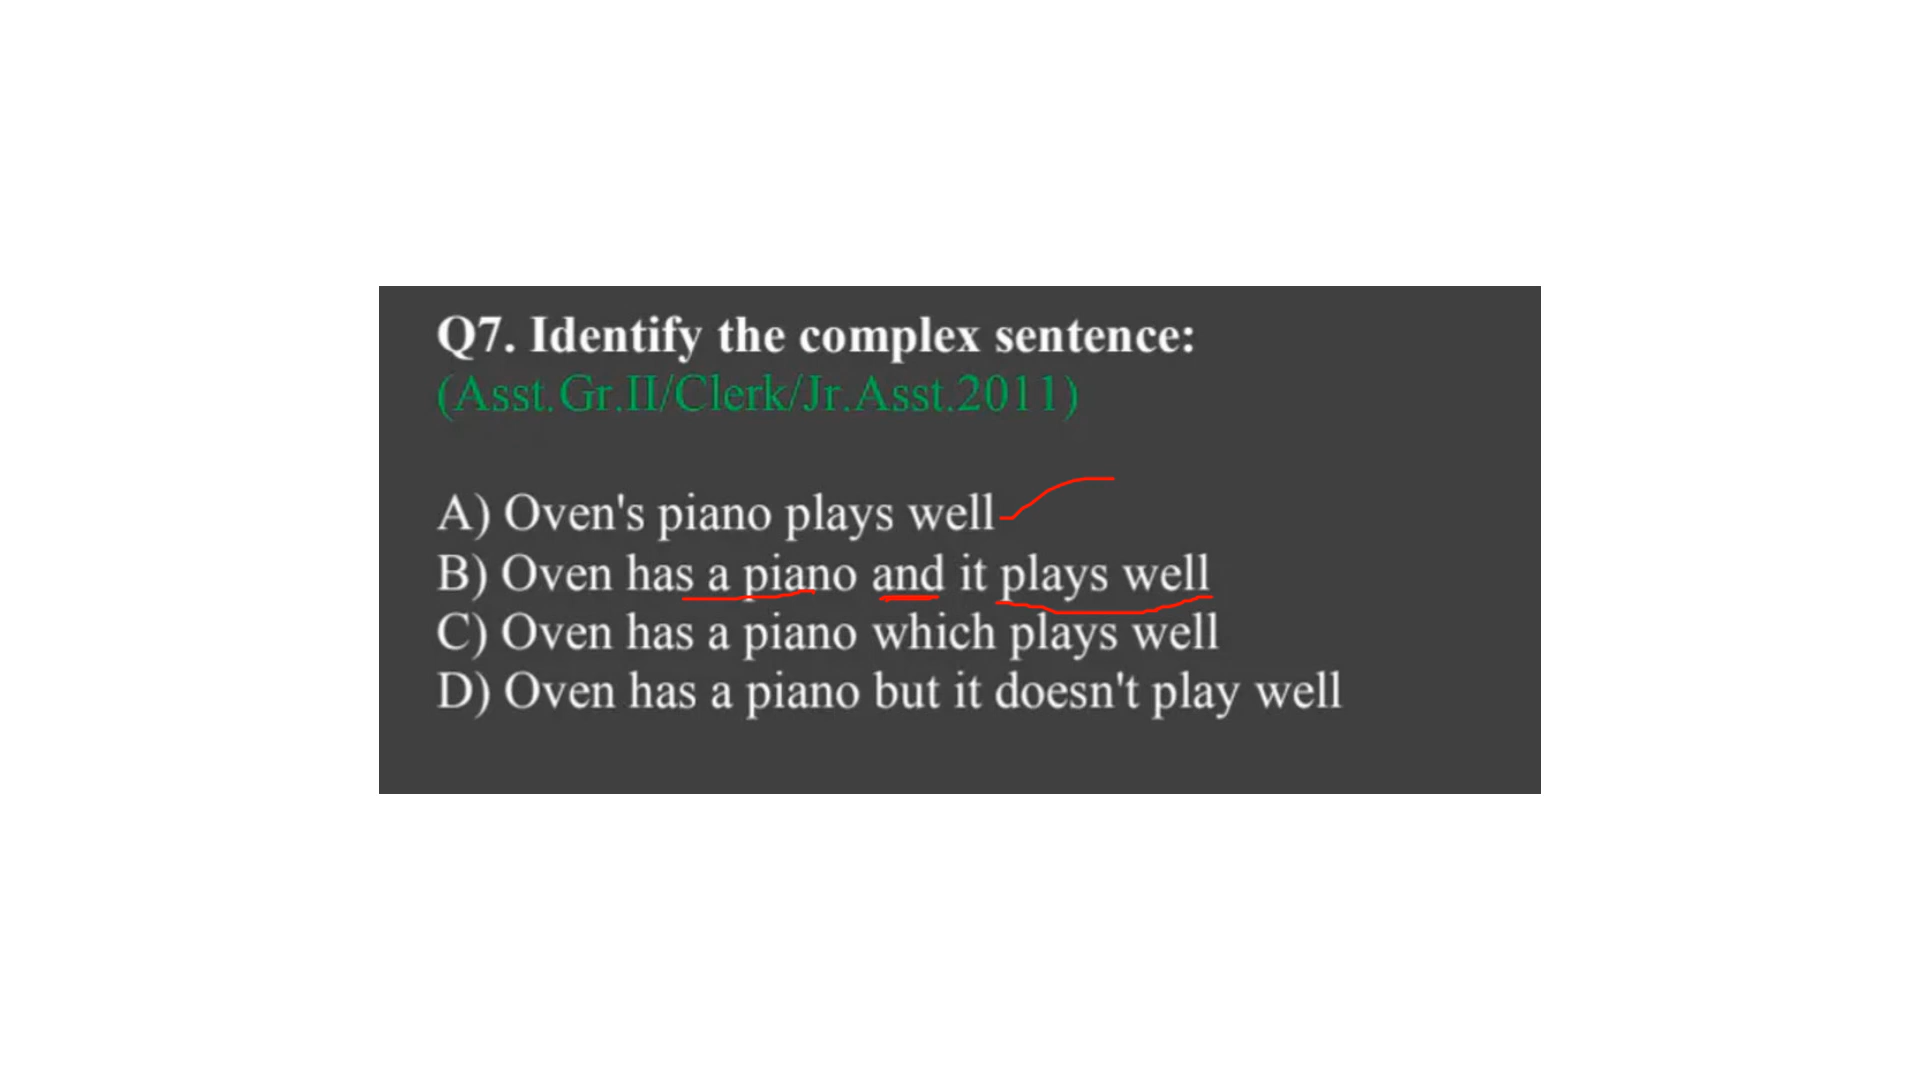 Q7. Identify the complex sentence:
(Asst.Gr.II/Clerk/Jr.Asst.2011)
A) Oven's piano plays well
B) Oven has a piano and it plays well
C) Oven has a piano which plays well
D) Oven has a piano but it doesn't play well